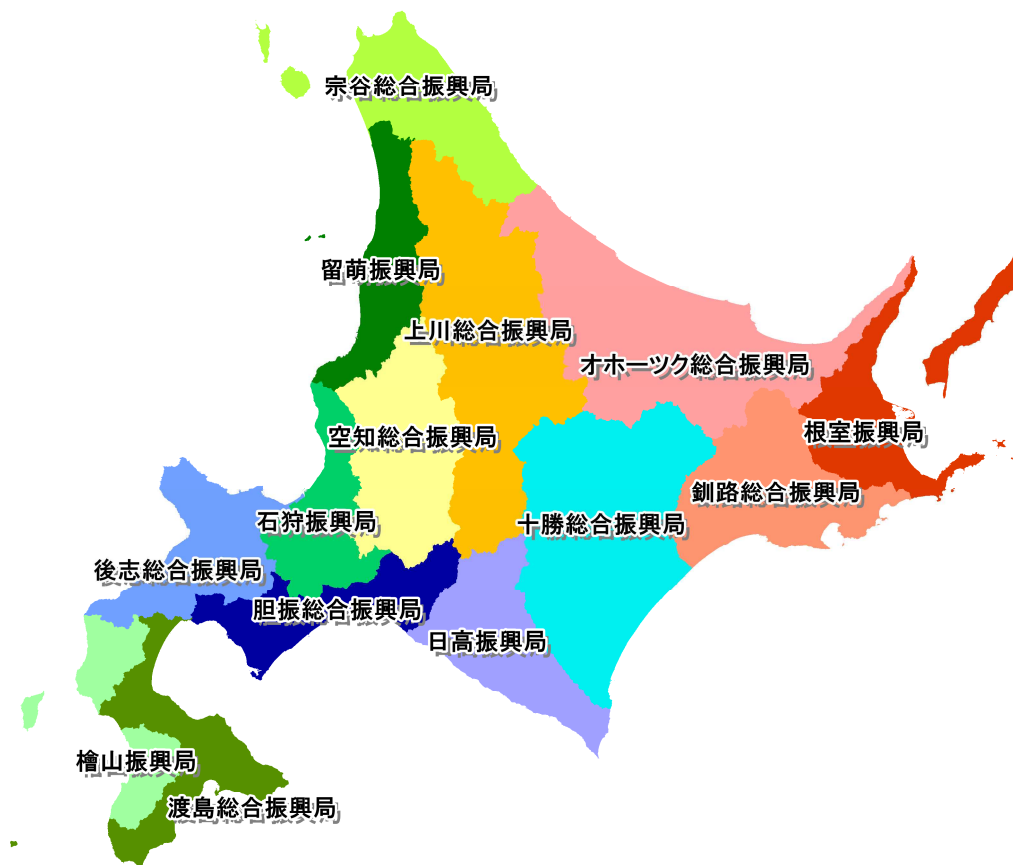 宗谷総合振興局
留萌振興局
上川総合振興局
オホーツク総合振興局
空知総合振興局
根室振興局
釧路総合振興局
石狩振興局
十勝総合振興局
後志総合振興局
胆振総合振興局
日高振興局
檜山振興局
渡島総合振興局